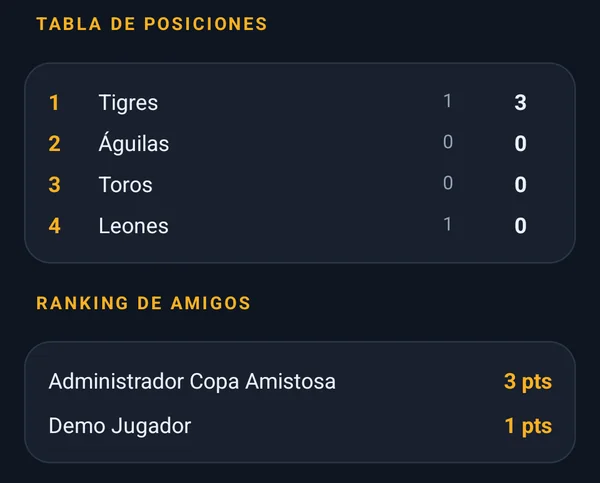 TABLA DE POSICIONES
1 Tigres 1 3
2 Águilas 0 0
3 Toros 0 0
4 Leones 1 0
RANKING DE AMIGOS
Administrador Copa Amistosa 3 pts
Demo Jugador 1 pts